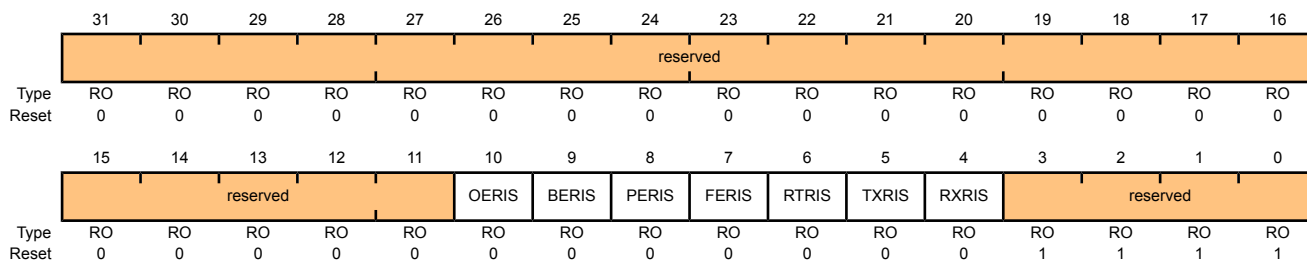 31 30 29 28 27 26 25 24 23 22 21 20 19 18 17 16
reserved
Type RO RO RO RO RO RO RO RO RO RO RO RO RO RO RO RO
Reset 0 0 0 0 0 0 0 0 0 0 0 0 0 0 0 0
15 14 13 12 11 10 9 8 7 6 5 4 3 2 1 0
reserved OERIS BERIS PERIS FERIS RTRIS TXRIS RXRIS reserved
Type RO RO RO RO RO RO RO RO RO RO RO RO RO RO RO RO
Reset 0 0 0 0 0 0 0 0 0 0 0 0 1 1 1 1